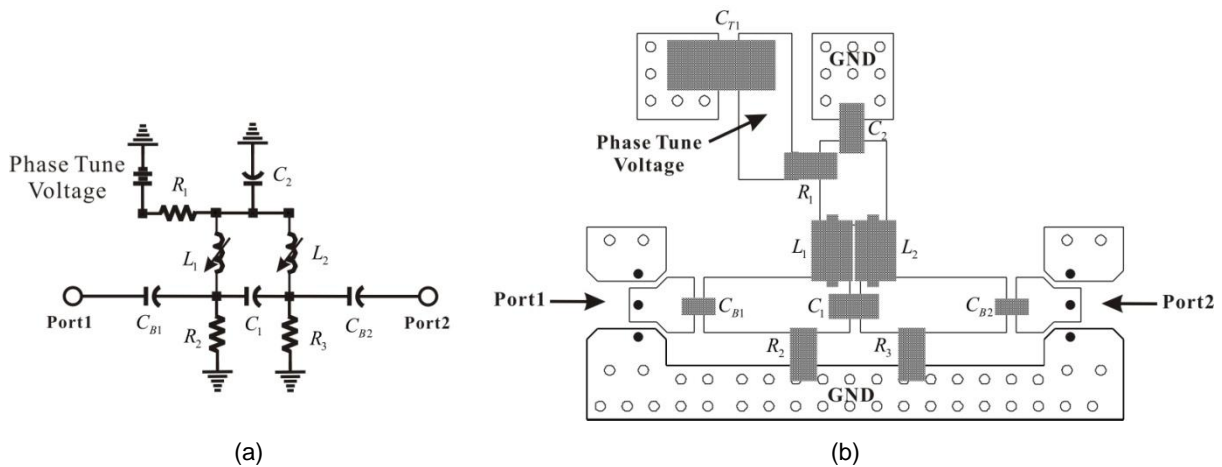 Phase Tune
Voltage
R1
C2
L1
L2
Port1
CB1
C1
CB2
Port2
R2
R3
(a)
CT1
GND
Phase Tune
Voltage
C2
R1
L1
L2
Port1
CB1
C1
CB2
Port2
R2
R3
GND
(b)